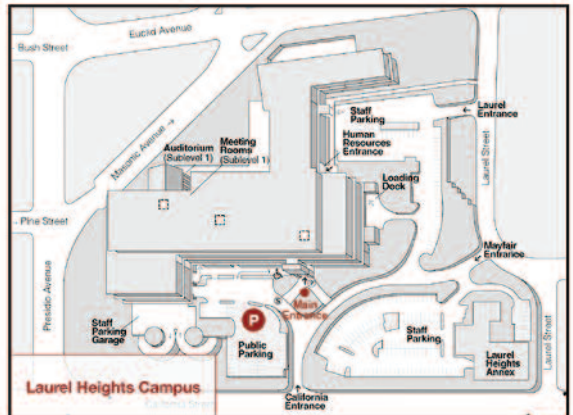 Euclid Avenue
Bush Street
Masonic Avenue →
Staff
Parking
Laurel
Entrance
Auditorium
(Sublevel 1)
Meeting
Rooms
(Sublevel 1)
Human
Resources
Entrance
Laurel Street
Loading
Dock
Pine Street
Mayfair
Entrance
Presidio Avenue
Main
Entrance
Staff
Parking
Garage
P
Public
Parking
Staff
Parking
Laurel
Heights
Annex
Laurel Street
Laurel Heights Campus
California
Entrance